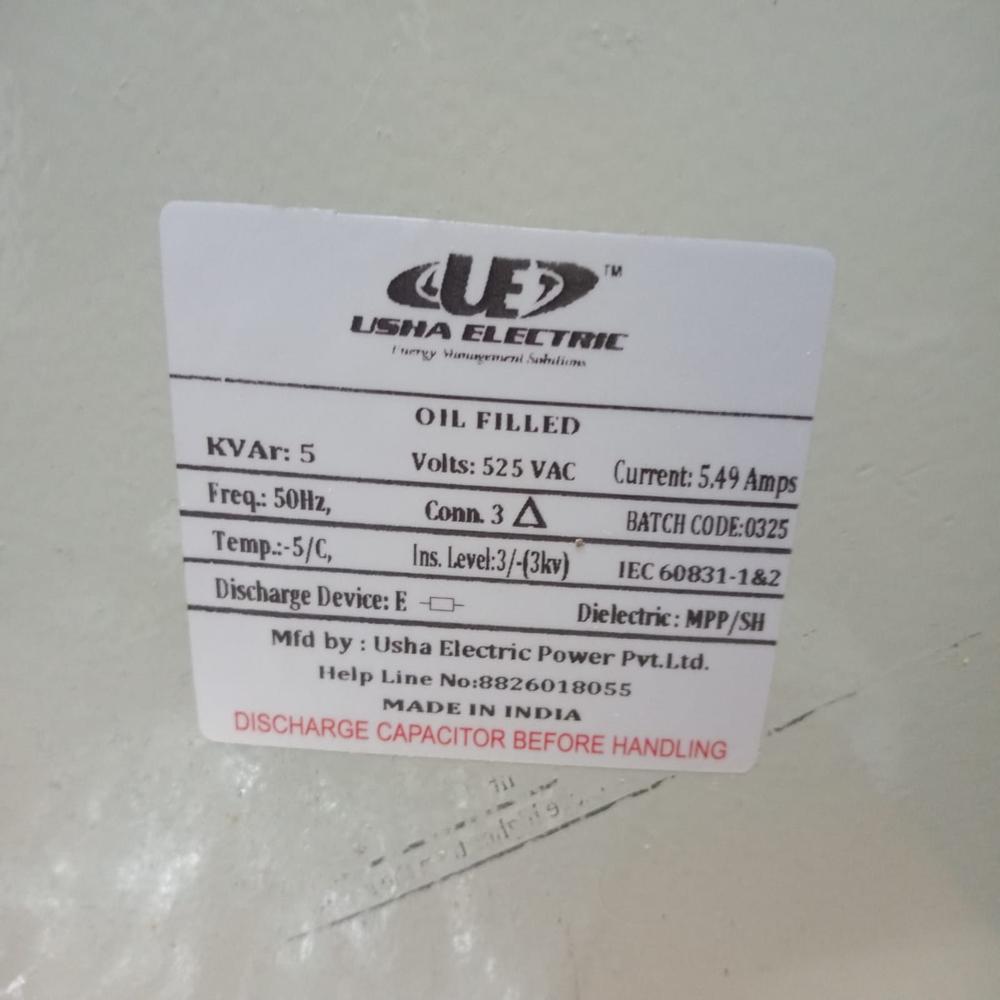 UE TM
USHA ELECTRIC
Energy Management Solutions
OIL FILLED
KVAr: 5 Volts: 525 VAC Current: 5.49 Amps
Freq.: 50Hz, Conn. 3 Δ BATCH CODE:0325
Temp.:-5/C, Ins. Level:3/-(3kv) IEC 60831-1&2
Discharge Device: E Dielectric : MPP/SH
Mfd by : Usha Electric Power Pvt.Ltd.
Help Line No:8826018055
MADE IN INDIA
DISCHARGE CAPACITOR BEFORE HANDLING